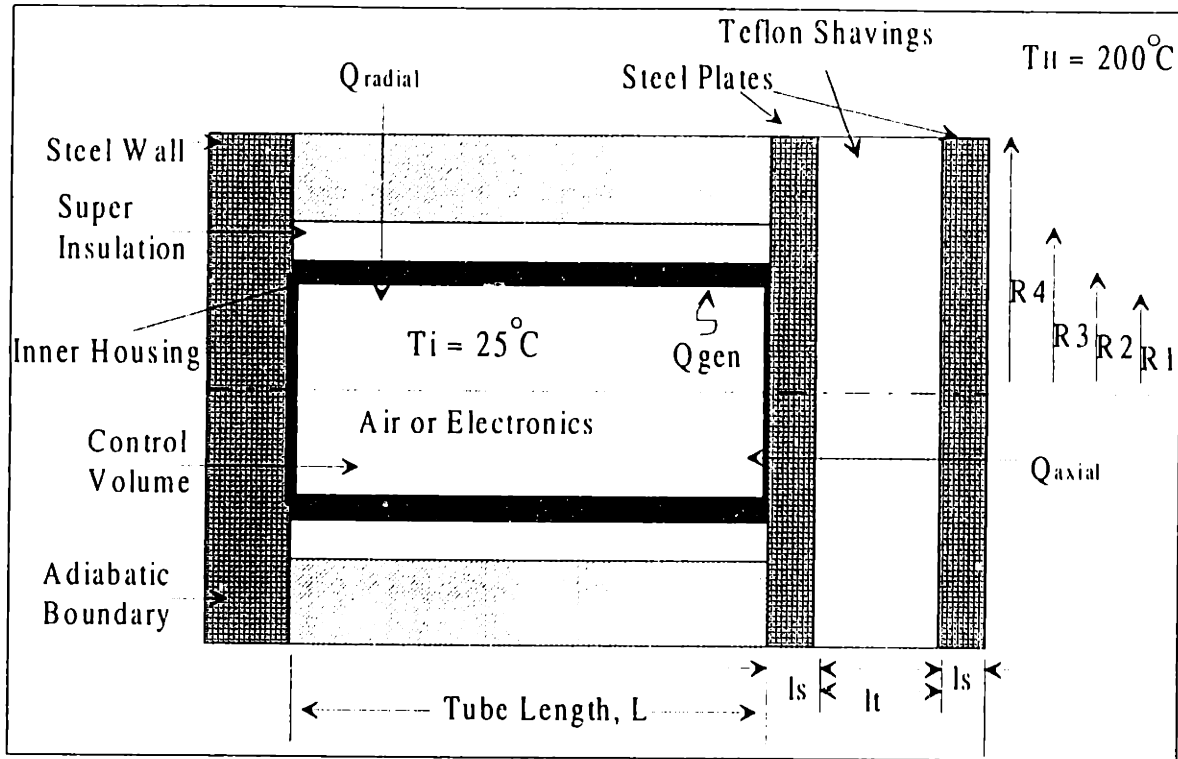 Teflon Shavings
TH = 200°C
Qradial
Steel Plates
Steel Wall
Super
Insulation
R4
R3
R2
R1
Ti = 25°C
Inner Housing
Qgen
Air or Electronics
Control
Volume
Qaxial
Adiabatic
Boundary
ls
lt
ls
Tube Length, L